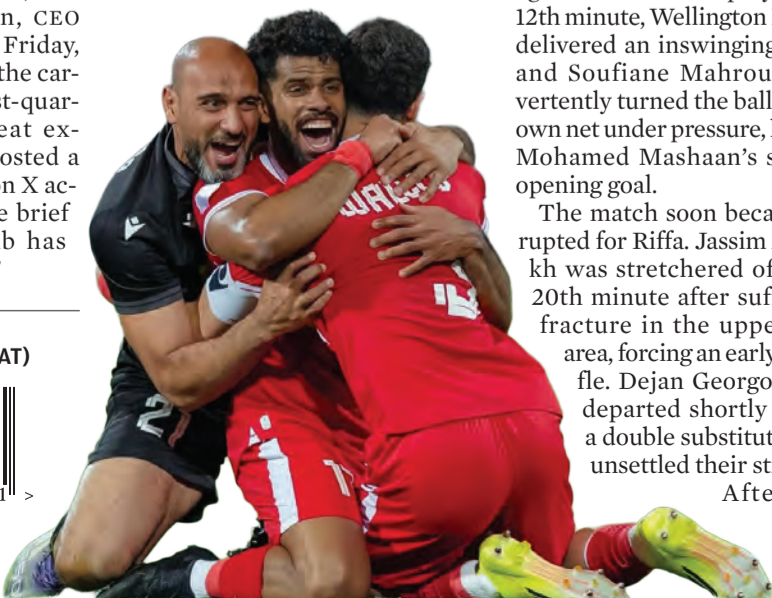 n, CEO
Friday,
the car-
st-quar-
eat ex-
osted a
on X ac-
e brief
b has
AT)
1 >
12th minute, Wellington
delivered an inswinging
and Soufiane Mahrou
vertently turned the ball
own net under pressure,
Mohamed Mashaan's s
opening goal.
The match soon beca
rupted for Riffa. Jassim
kh was stretchered of
20th minute after suf
fracture in the uppe
area, forcing an early
fle. Dejan Georgo
departed shortly
a double substitut
unsettled their st
Afte
21